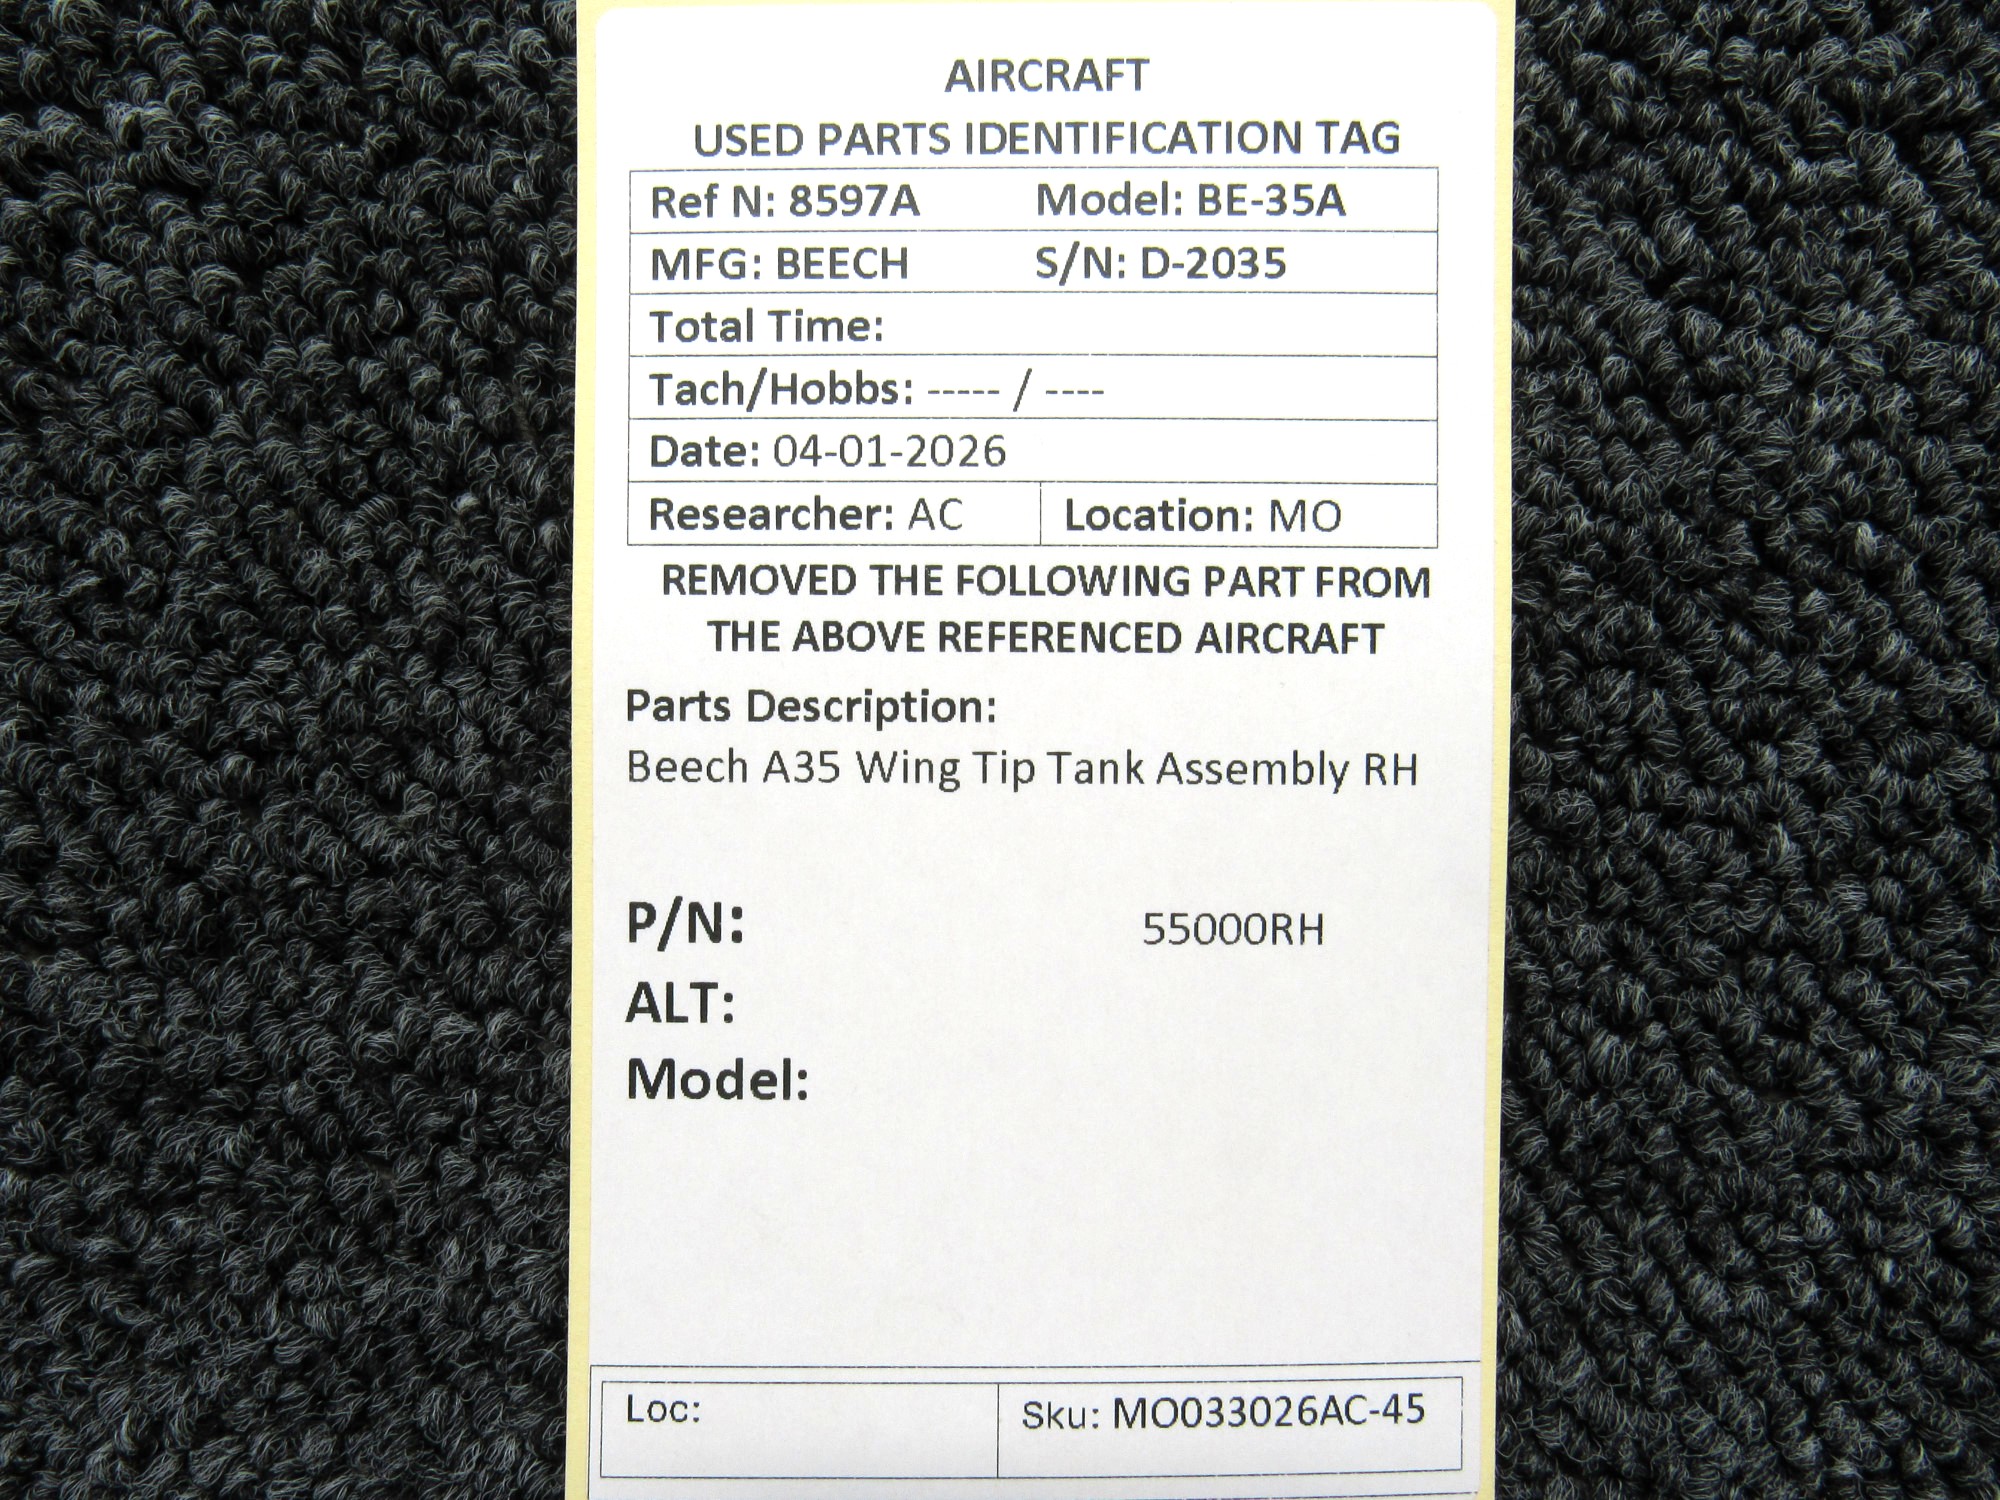 AIRCRAFT
USED PARTS IDENTIFICATION TAG
Ref N: 8597A Model: BE-35A
MFG: BEECH S/N: D-2035
Total Time:
Tach/Hobbs: ----- / ----
Date: 04-01-2026
Researcher: AC Location: MO
REMOVED THE FOLLOWING PART FROM
THE ABOVE REFERENCED AIRCRAFT
Parts Description:
Beech A35 Wing Tip Tank Assembly RH
P/N: 55000RH
ALT:
Model:
Loc: Sku: MO033026AC-45